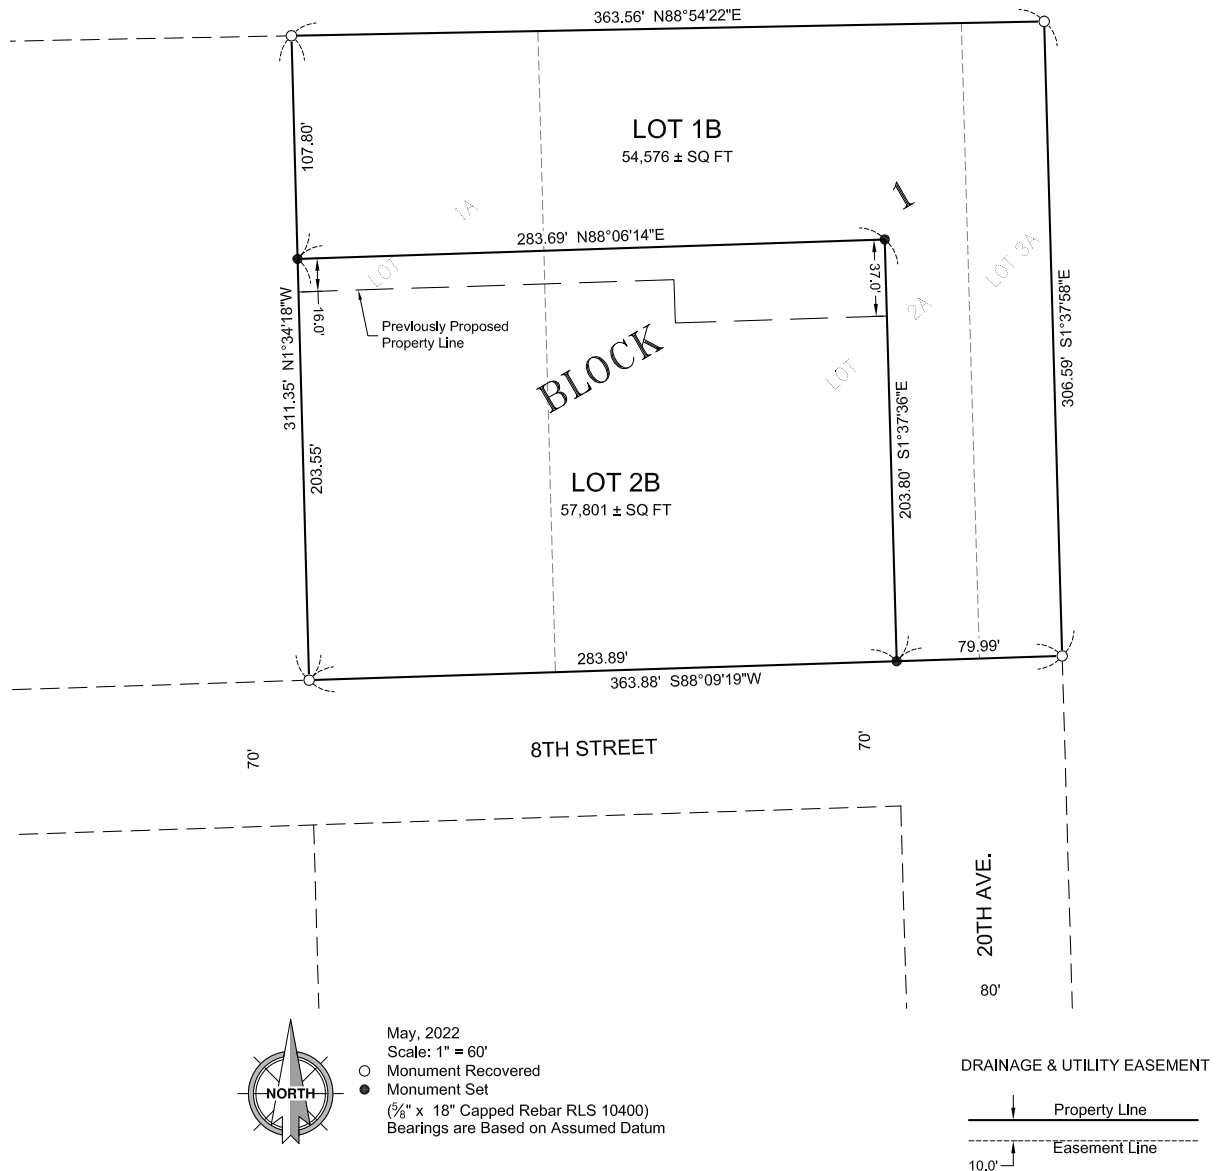 363.56' N88°54'22"E
107.80'
LOT 1B
54,576 ± SQ FT
1
1A
LOT
283.69' N88°06'14"E
37.0'
LOT 3A
2A
LOT
16.0'
Previously Proposed
Property Line
BLOCK
311.35' N1°34'18"W
203.55'
LOT 2B
57,801 ± SQ FT
203.80' S1°37'36"E
306.59' S1°37'58"E
283.89'
79.99'
363.88' S88°09'19"W
70'
8TH STREET
70'
20TH AVE.
80'
NORTH
May, 2022
Scale: 1" = 60'
Monument Recovered
Monument Set
(5/8" x 18" Capped Rebar RLS 10400)
Bearings are Based on Assumed Datum
DRAINAGE & UTILITY EASEMENT
Property Line
Easement Line
10.0'